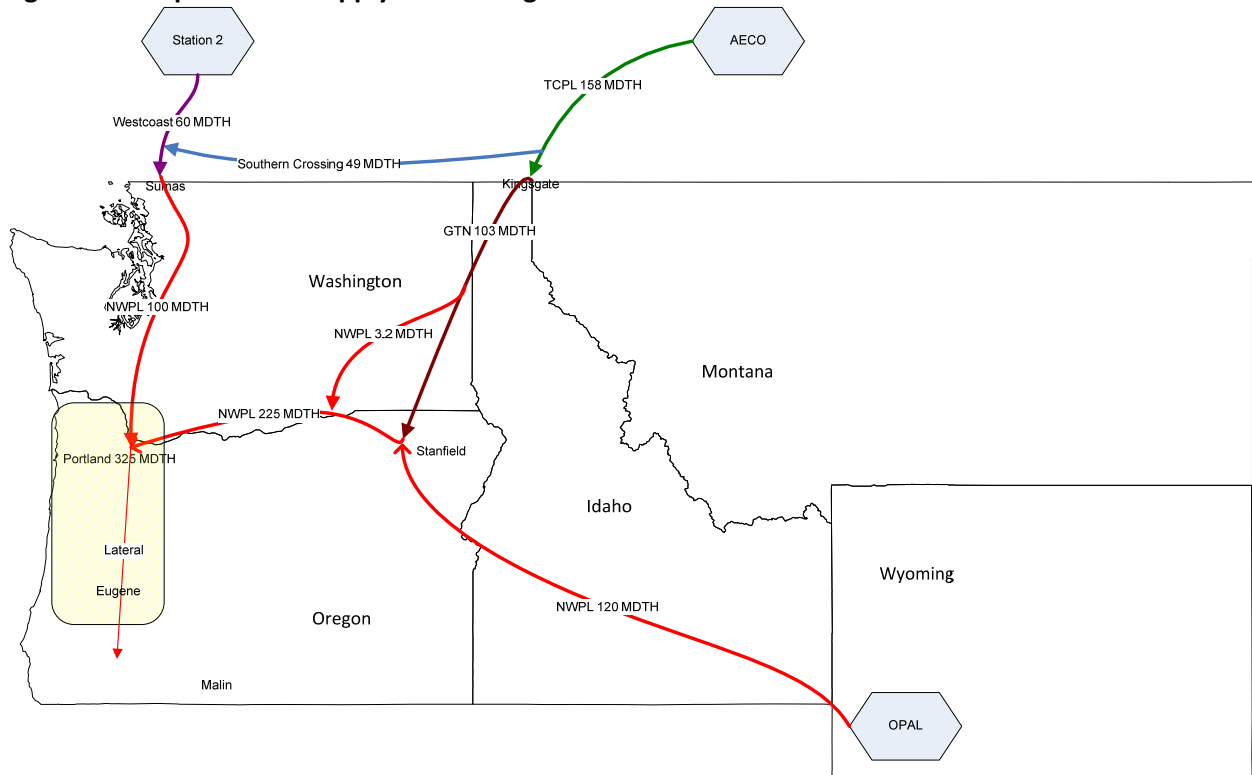 Station 2
AECO
TCPL 158 MDTH
Westcoast 60 MDTH
Southern Crossing 49 MDTH
Sumas
Kingsgate
GTN 103 MDTH
Washington
NWPL 100 MDTH
NWPL 3.2 MDTH
Montana
NWPL 225 MDTH
Stanfield
Portland 325 MDTH
Idaho
Lateral
Wyoming
Eugene
NWPL 120 MDTH
Oregon
Malin
OPAL